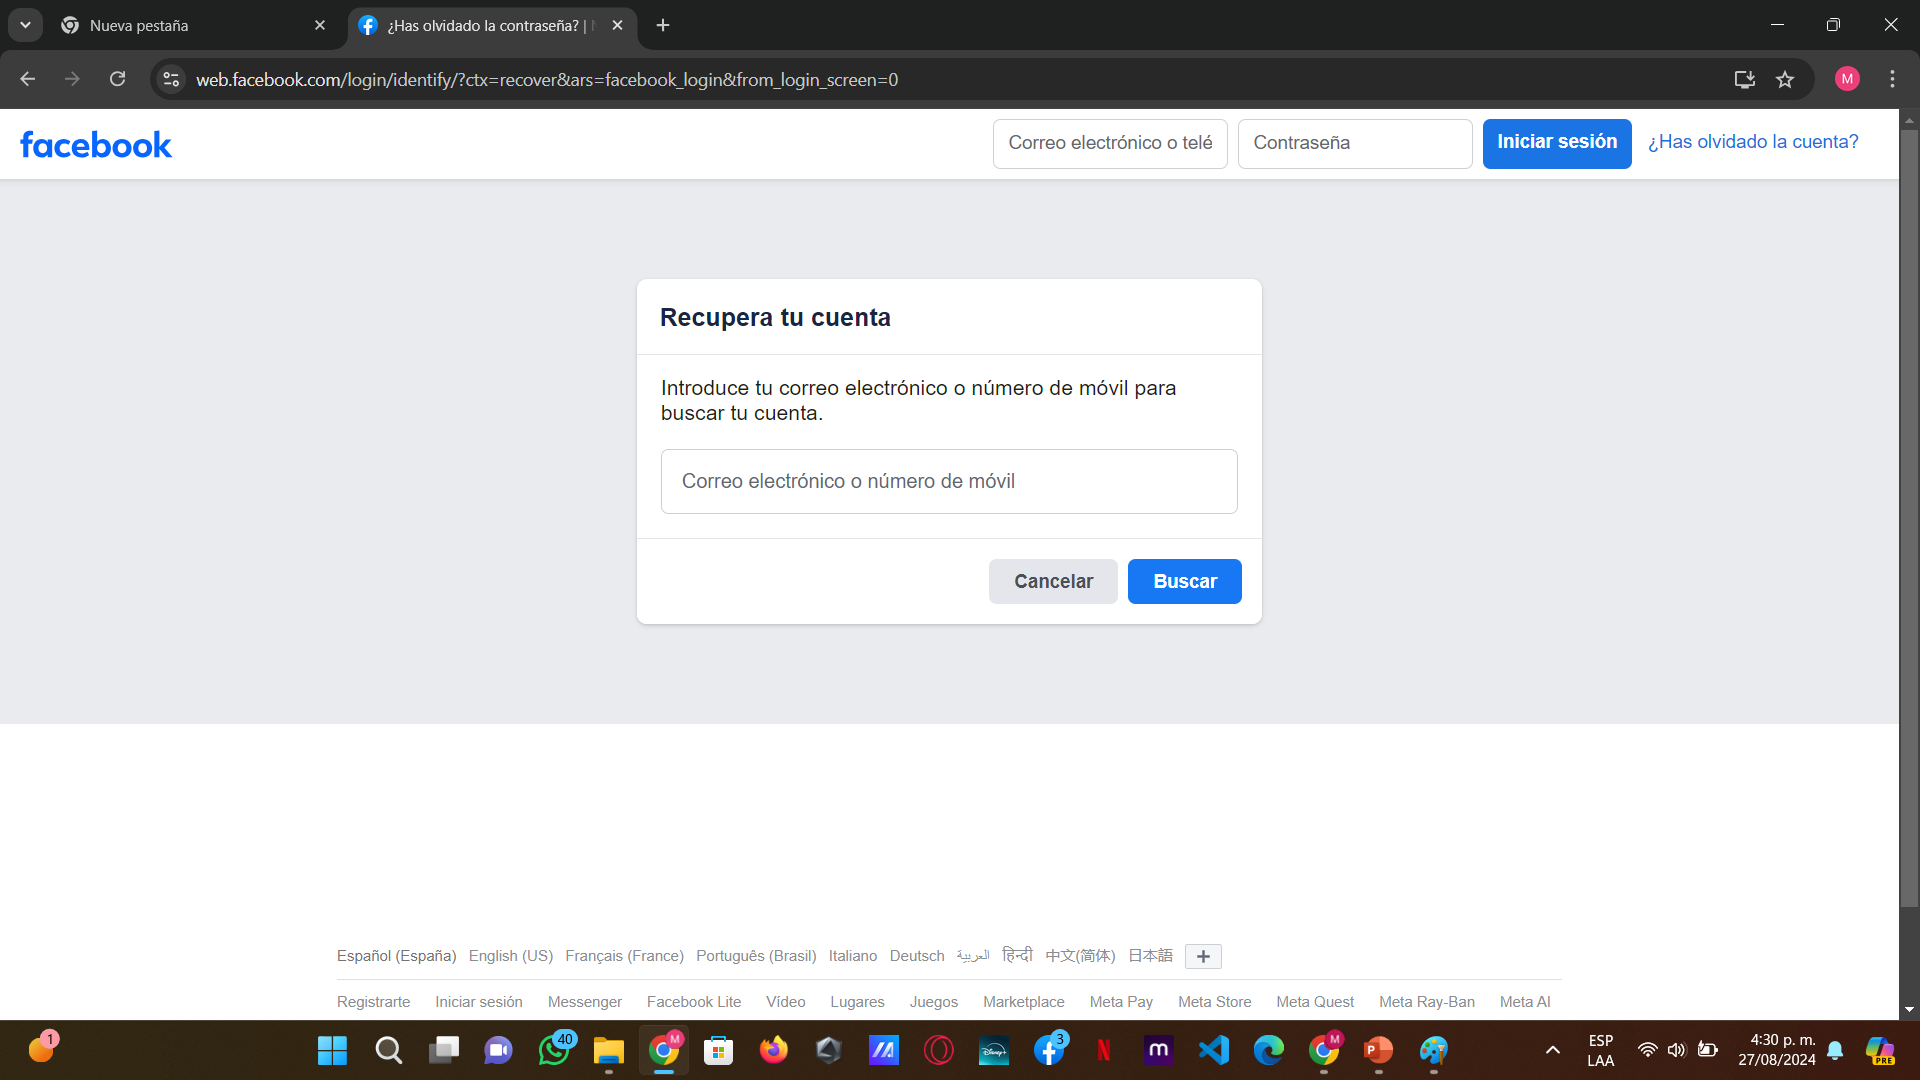 Nueva pestaña
¿Has olvidado la contraseña? |
web.facebook.com/login/identify/?ctx=recover&ars=facebook_login&from_login_screen=0
M
facebook
Correo electrónico o telé
Contraseña
Iniciar sesión
¿Has olvidado la cuenta?
Recupera tu cuenta
Introduce tu correo electrónico o número de móvil para
buscar tu cuenta.
Correo electrónico o número de móvil
Cancelar
Buscar
Español (España) English (US) Français (France) Português (Brasil) Italiano Deutsch العربية हिन्दी 中文(简体) 日本語 +
Registrarte Iniciar sesión Messenger Facebook Lite Vídeo Lugares Juegos Marketplace Meta Pay Meta Store Meta Quest Meta Ray-Ban Meta AI
1
40
M
Disney+
3
N
m
M
P
ESP
LAA
4:30 p. m.
27/08/2024
PRE